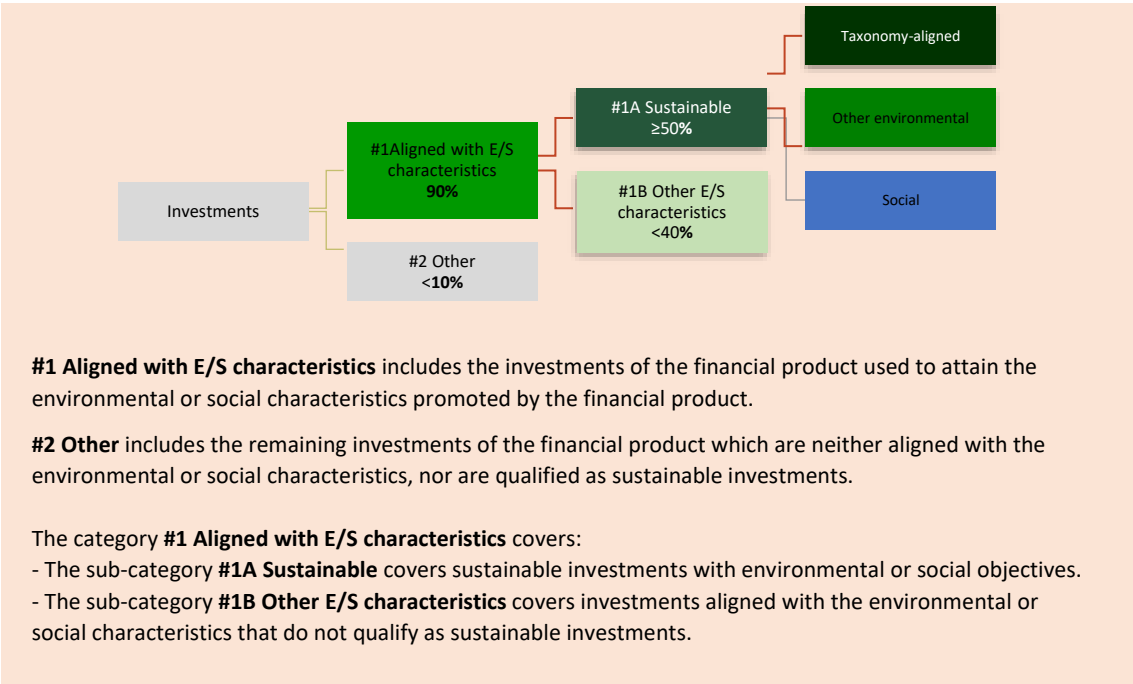 Taxonomy-aligned
#1A Sustainable
≥50%
Other environmental
#1Aligned with E/S
characteristics
90%
#1B Other E/S
characteristics
<40%
Social
Investments
#2 Other
<10%
#1 Aligned with E/S characteristics includes the investments of the financial product used to attain the
environmental or social characteristics promoted by the financial product.
#2 Other includes the remaining investments of the financial product which are neither aligned with the
environmental or social characteristics, nor are qualified as sustainable investments.
The category #1 Aligned with E/S characteristics covers:
- The sub-category #1A Sustainable covers sustainable investments with environmental or social objectives.
- The sub-category #1B Other E/S characteristics covers investments aligned with the environmental or
social characteristics that do not qualify as sustainable investments.